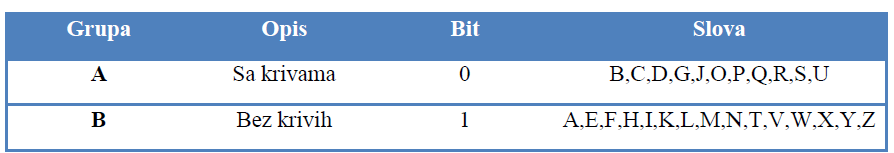 Grupa Opis Bit Slova
A Sa krivama 0 B,C,D,G,J,O,P,Q,R,S,U
B Bez krivih 1 A,E,F,H,I,K,L,M,N,T,V,W,X,Y,Z